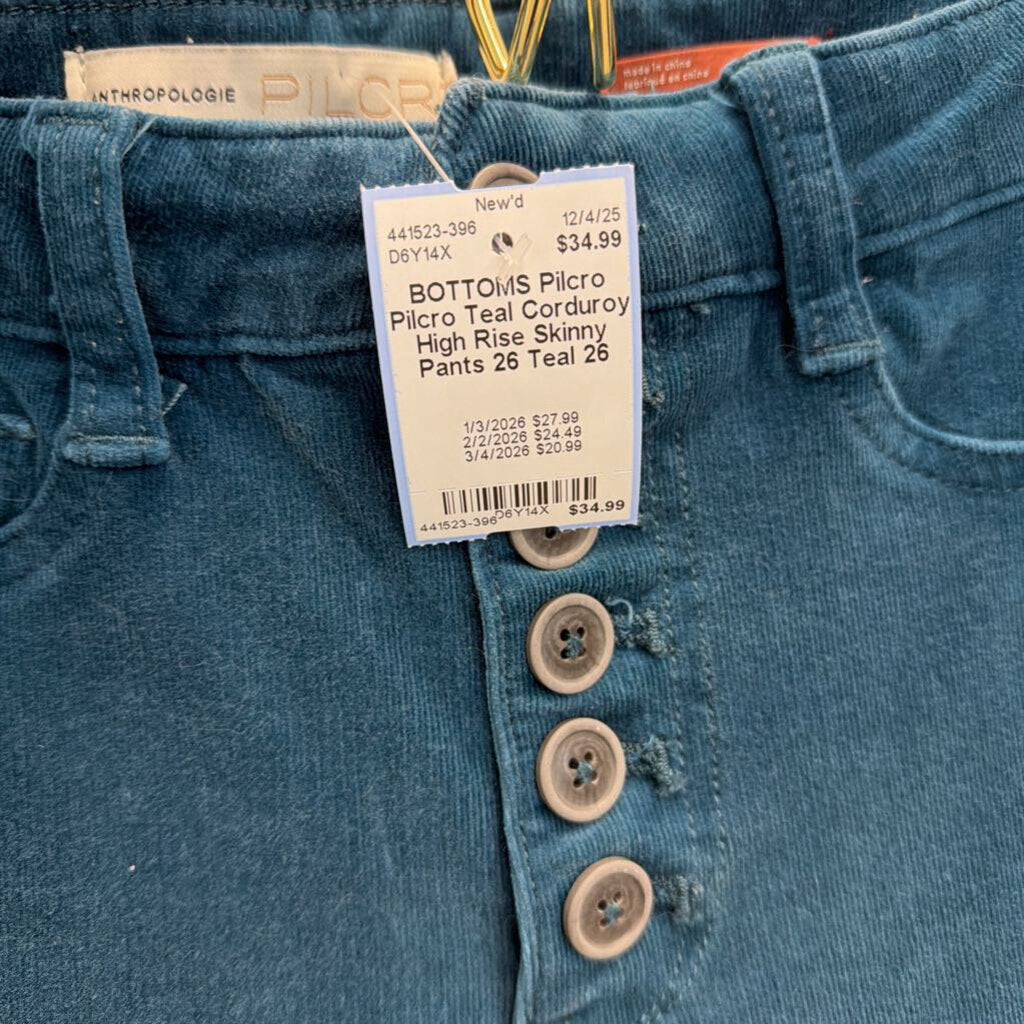 ANTHROPOLOGIE PILCR
made in china
fabriqué en chine
New'd
441523-396 12/4/25
D6Y14X $34.99
BOTTOMS Pilcro
Pilcro Teal Corduroy
High Rise Skinny
Pants 26 Teal 26
1/3/2026 $27.99
2/2/2026 $24.49
3/4/2026 $20.99
441523-396 D6Y14X $34.99